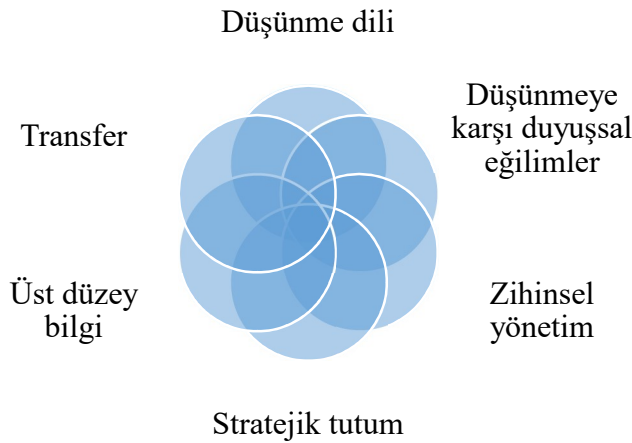 Düşünme dili
Düşünmeye
karşı duyuşsal
eğilimler
Zihinsel
yönetim
Stratejik tutum
Üst düzey
bilgi
Transfer